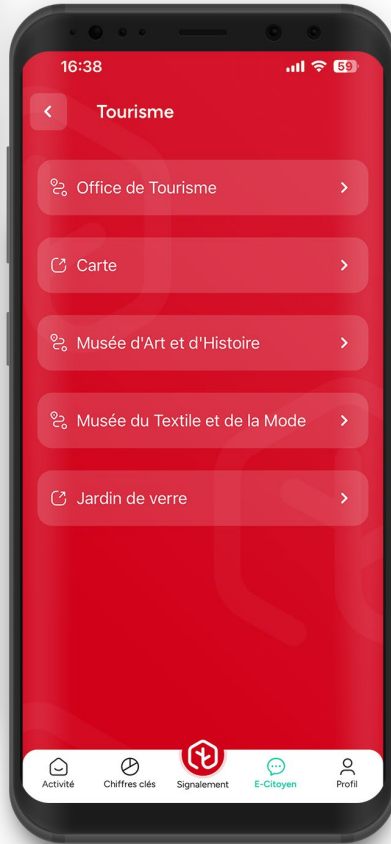 16:38
59
Tourisme
Office de Tourisme
Carte
Musée d'Art et d'Histoire
Musée du Textile et de la Mode
Jardin de verre
Activité
Chiffres clés
Signalement
E-Citoyen
Profil